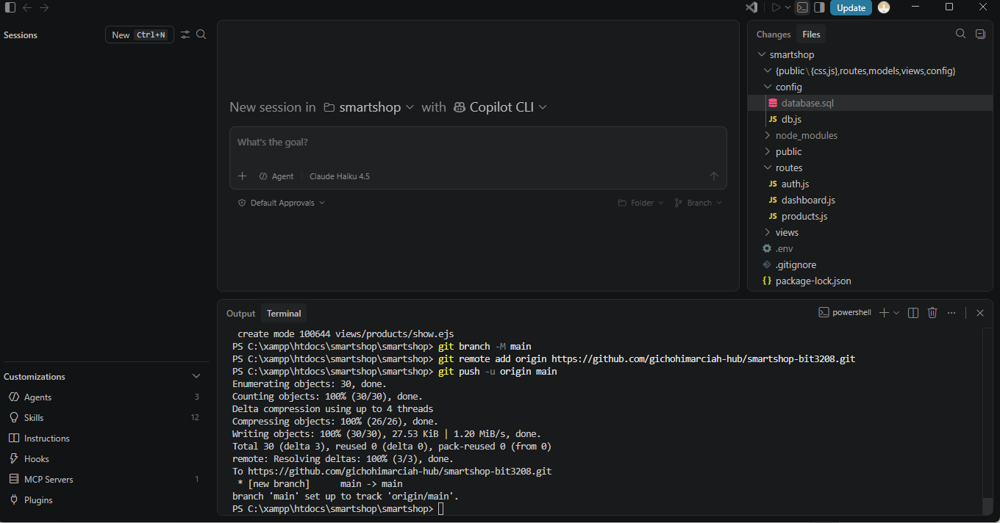 Update
Sessions
New Ctrl+N
New session in smartshop with Copilot CLI
What's the goal?
Agent Claude Haiku 4.5
Default Approvals
Folder Branch
Changes Files
smartshop
{public\{css,js},routes,models,views,config}
config
database.sql
JS db.js
node_modules
public
routes
JS auth.js
JS dashboard.js
JS products.js
views
.env
.gitignore
{} package-lock.json
Customizations
Agents 3
Skills 12
Instructions
Hooks
MCP Servers 1
Plugins
Output Terminal
powershell
create mode 100644 views/products/show.ejs
PS C:\xampp\htdocs\smartshop\smartshop> git branch -M main
PS C:\xampp\htdocs\smartshop\smartshop> git remote add origin https://github.com/gichohimarciah-hub/smartshop-bit3208.git
PS C:\xampp\htdocs\smartshop\smartshop> git push -u origin main
Enumerating objects: 30, done.
Counting objects: 100% (30/30), done.
Delta compression using up to 4 threads
Compressing objects: 100% (26/26), done.
Writing objects: 100% (30/30), 27.53 KiB | 1.20 MiB/s, done.
Total 30 (delta 3), reused 0 (delta 0), pack-reused 0 (from 0)
remote: Resolving deltas: 100% (3/3), done.
To https://github.com/gichohimarciah-hub/smartshop-bit3208.git
* [new branch] main -> main
branch 'main' set up to track 'origin/main'.
PS C:\xampp\htdocs\smartshop\smartshop>